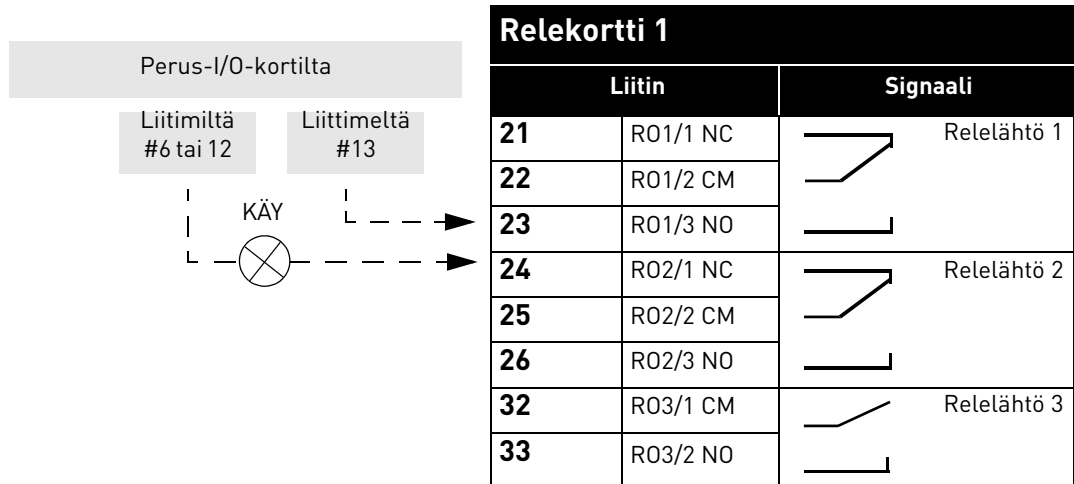 Relekortti 1
Perus-I/O-kortilta
Liitin Signaali
Liitimiltä
#6 tai 12
Liittimeltä
#13
KÄY
21 RO1/1 NC Relelähtö 1
22 RO1/2 CM
23 RO1/3 NO
24 RO2/1 NC Relelähtö 2
25 RO2/2 CM
26 RO2/3 NO
32 RO3/1 CM Relelähtö 3
33 RO3/2 NO